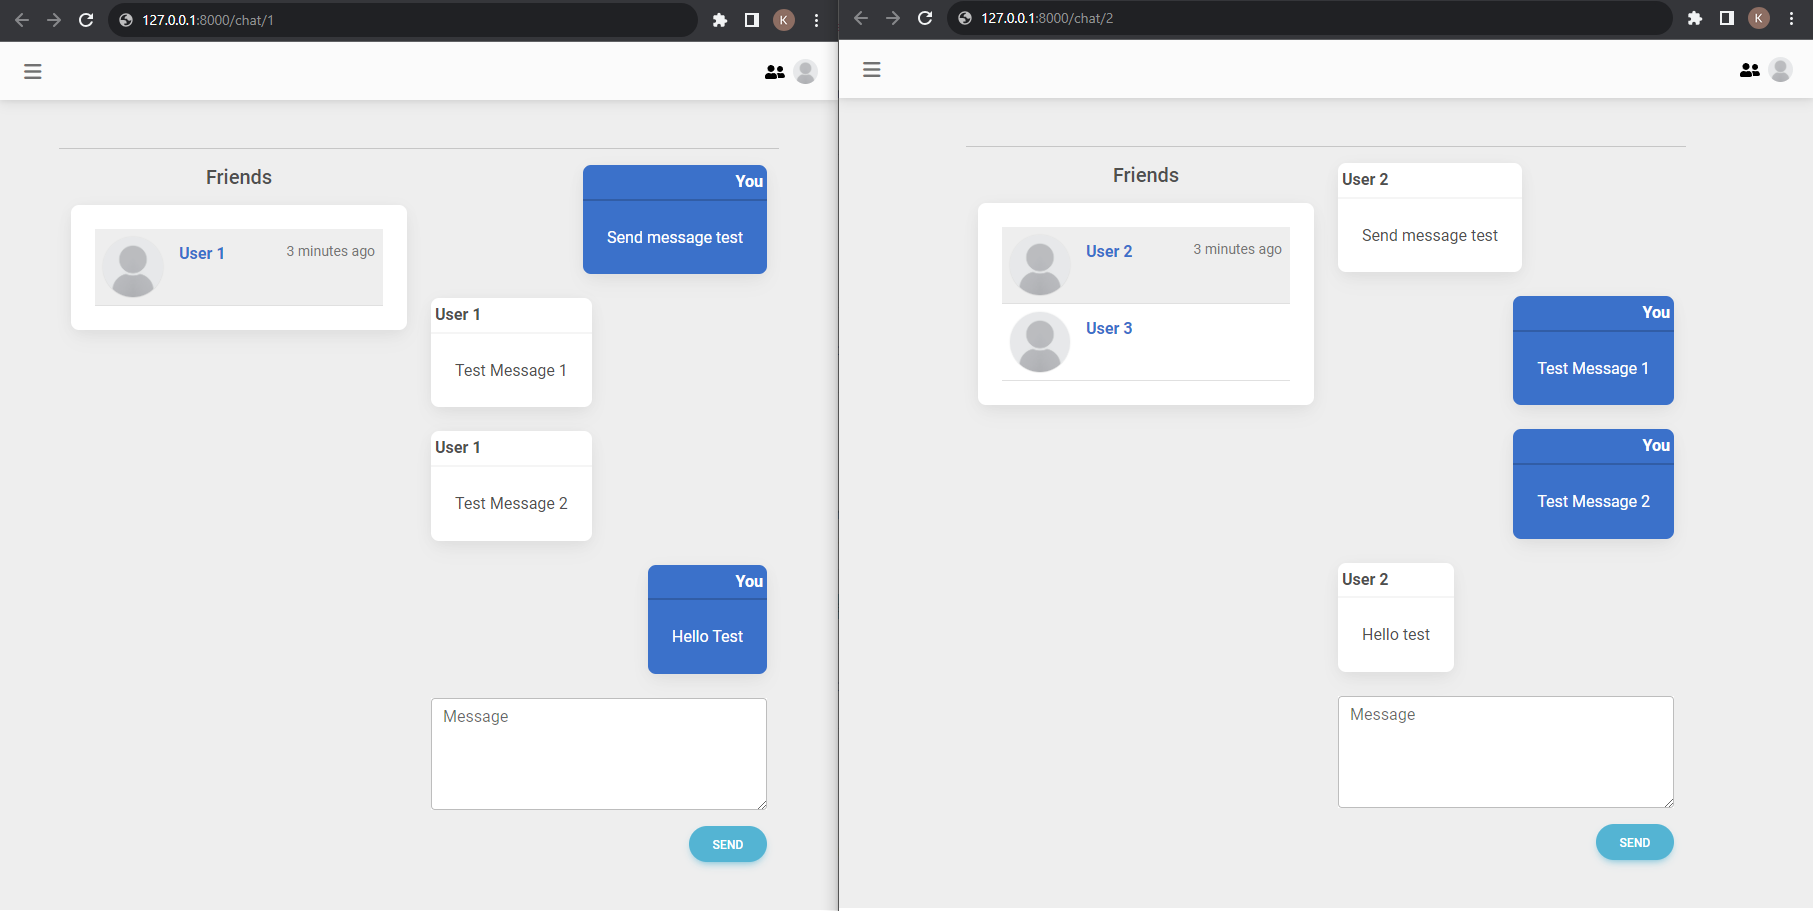 127.0.0.1:8000/chat/1
K
Friends
User 1
3 minutes ago
You
Send message test
User 1
Test Message 1
User 1
Test Message 2
You
Hello Test
Message
SEND
127.0.0.1:8000/chat/2
K
Friends
User 2
3 minutes ago
User 3
User 2
Send message test
You
Test Message 1
You
Test Message 2
User 2
Hello test
Message
SEND